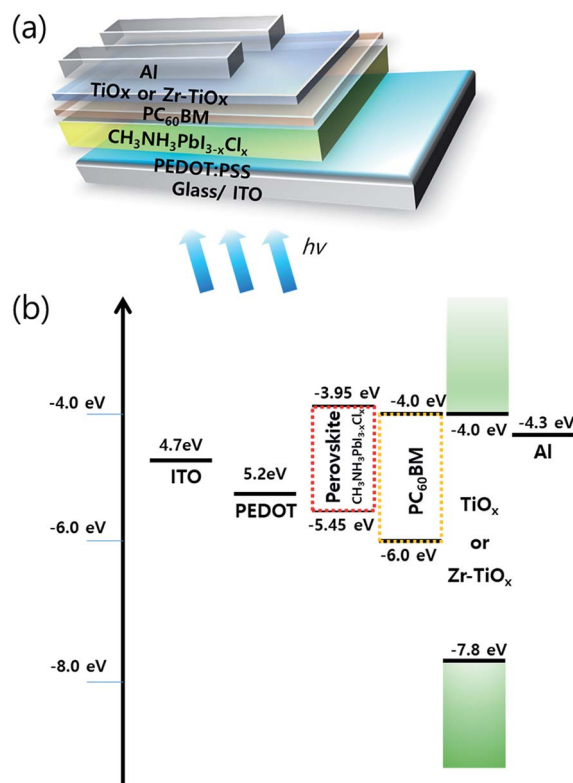 (a)
Al
TiOx or Zr-TiOx
PC60BM
CH3NH3PbI3-xClx
PEDOT:PSS
Glass/ ITO
hv
(b)
-4.0 eV
-6.0 eV
-8.0 eV
4.7eV
ITO
5.2eV
PEDOT
-3.95 eV
Perovskite
CH3NH3PbI3-xClx
-5.45 eV
-4.0 eV
PC60BM
-6.0 eV
-4.0 eV
TiOx
or
Zr-TiOx
-7.8 eV
-4.3 eV
Al